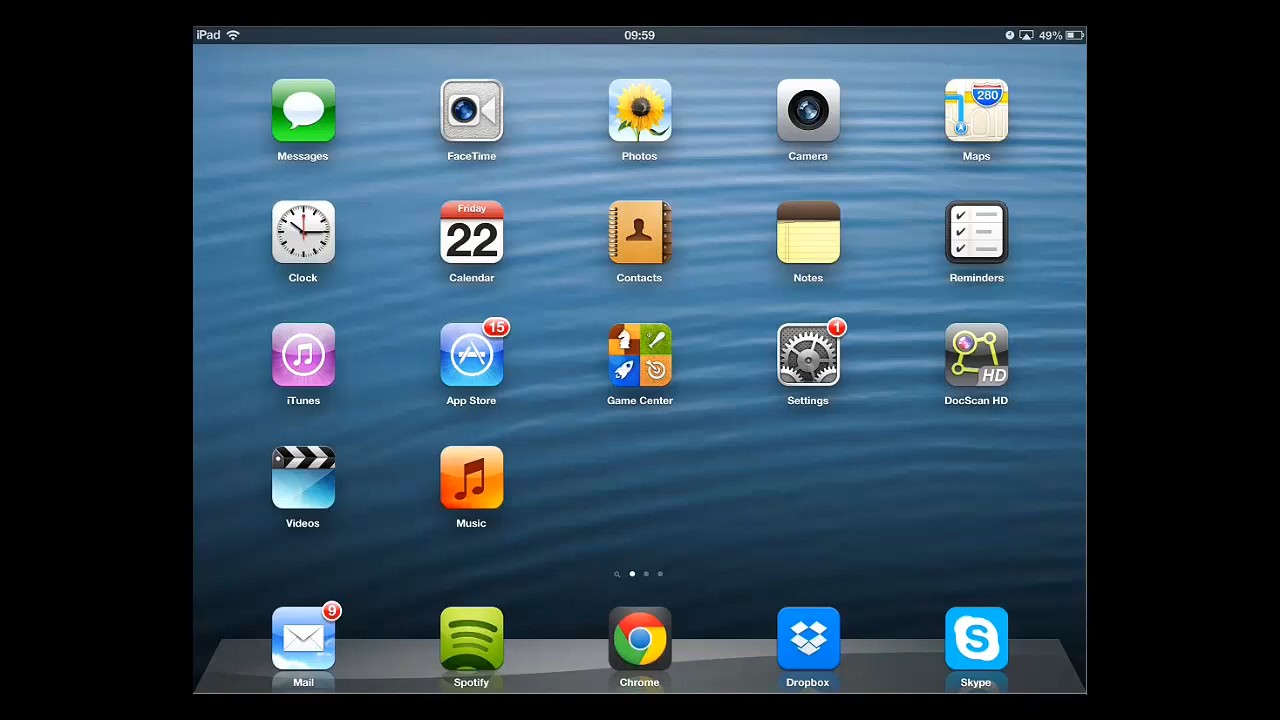 iPad 09:59 49%
Messages FaceTime Photos Camera Maps
280
Friday
22
Clock Calendar Contacts Notes Reminders
15 1
HD
iTunes App Store Game Center Settings DocScan HD
Videos Music
9
S
Mail Spotify Chrome Dropbox Skype